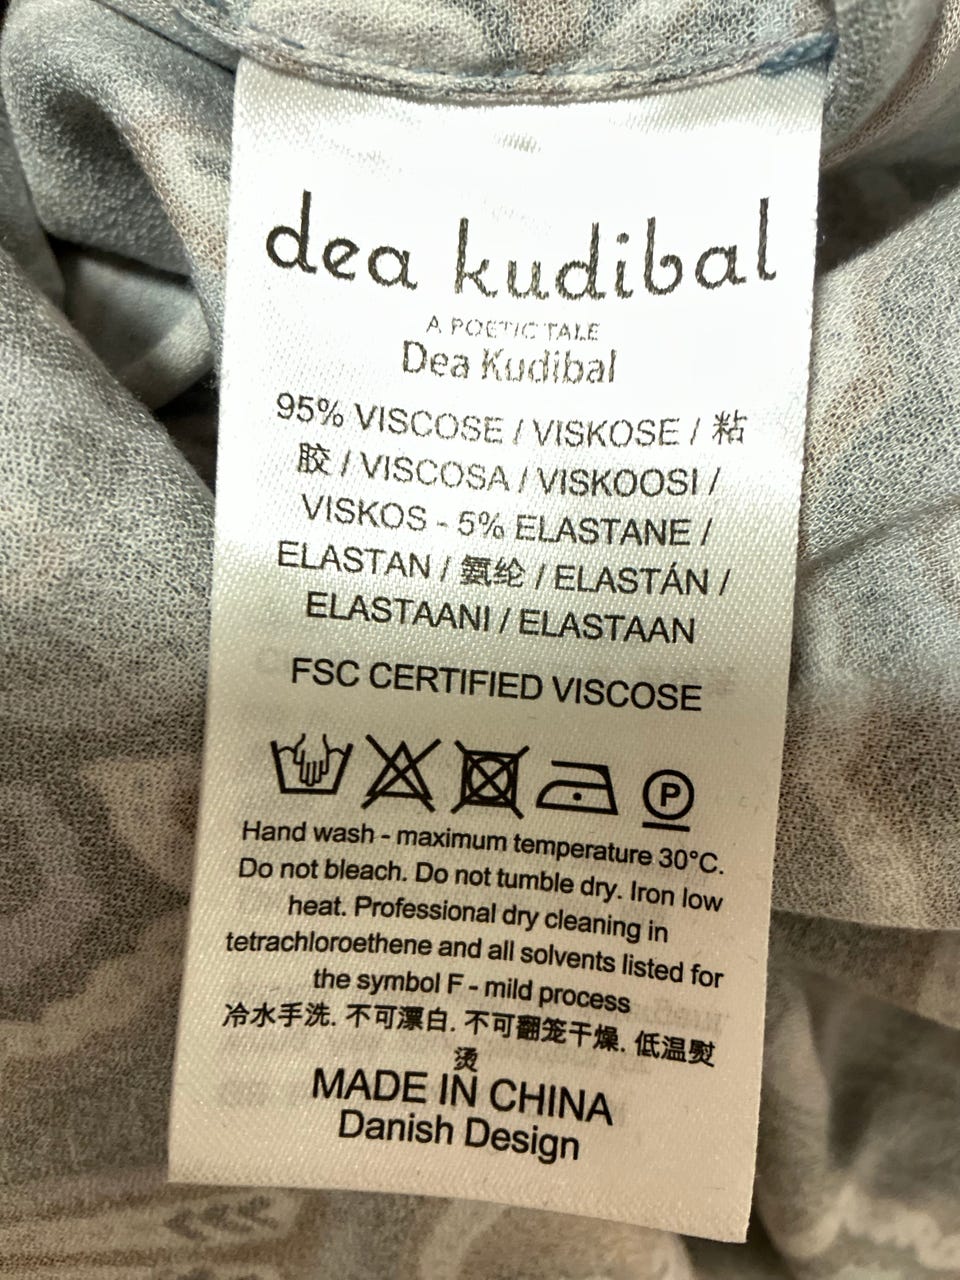 dea kudibal
A POETIC TALE
Dea Kudibal
95% VISCOSE / VISKOSE / 粘
胶 / VISCOSA / VISKOOSI /
VISKOS - 5% ELASTANE /
ELASTAN / 氨纶 / ELASTÁN /
ELASTAANI / ELASTAAN
FSC CERTIFIED VISCOSE
P
Hand wash - maximum temperature 30°C.
Do not bleach. Do not tumble dry. Iron low
heat. Professional dry cleaning in
tetrachloroethene and all solvents listed for
the symbol F - mild process
冷水手洗. 不可漂白. 不可翻笼干燥. 低温熨
烫
MADE IN CHINA
Danish Design